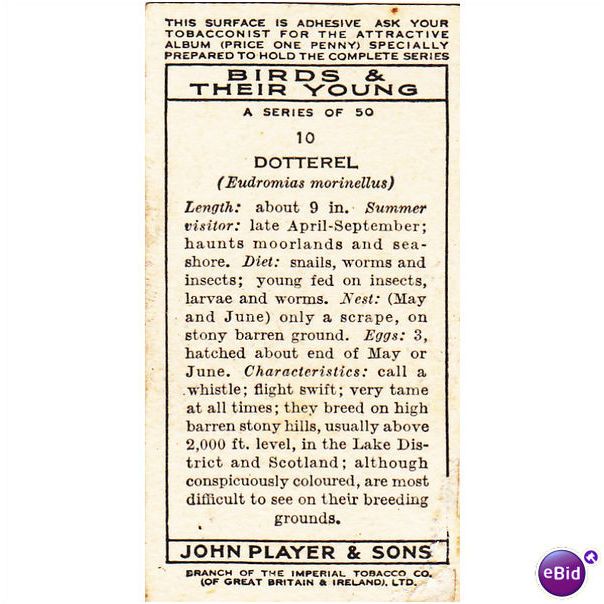 THIS SURFACE IS ADHESIVE ASK YOUR
TOBACCONIST FOR THE ATTRACTIVE
ALBUM (PRICE ONE PENNY) SPECIALLY
PREPARED TO HOLD THE COMPLETE SERIES
BIRDS &
THEIR YOUNG
A SERIES OF 50
10
DOTTEREL
(Eudromias morinellus)
Length: about 9 in. Summer
visitor: late April-September;
haunts moorlands and sea-
shore. Diet: snails, worms and
insects; young fed on insects,
larvae and worms. Nest: (May
and June) only a scrape, on
stony barren ground. Eggs: 3,
hatched about end of May or
June. Characteristics: call a
whistle; flight swift; very tame
at all times; they breed on high
barren stony hills, usually above
2,000 ft. level, in the Lake Dis-
trict and Scotland; although
conspicuously coloured, are most
difficult to see on their breeding
grounds.
JOHN PLAYER & SONS
BRANCH OF THE IMPERIAL TOBACCO CO.
(OF GREAT BRITAIN & IRELAND), LTD.
eBid